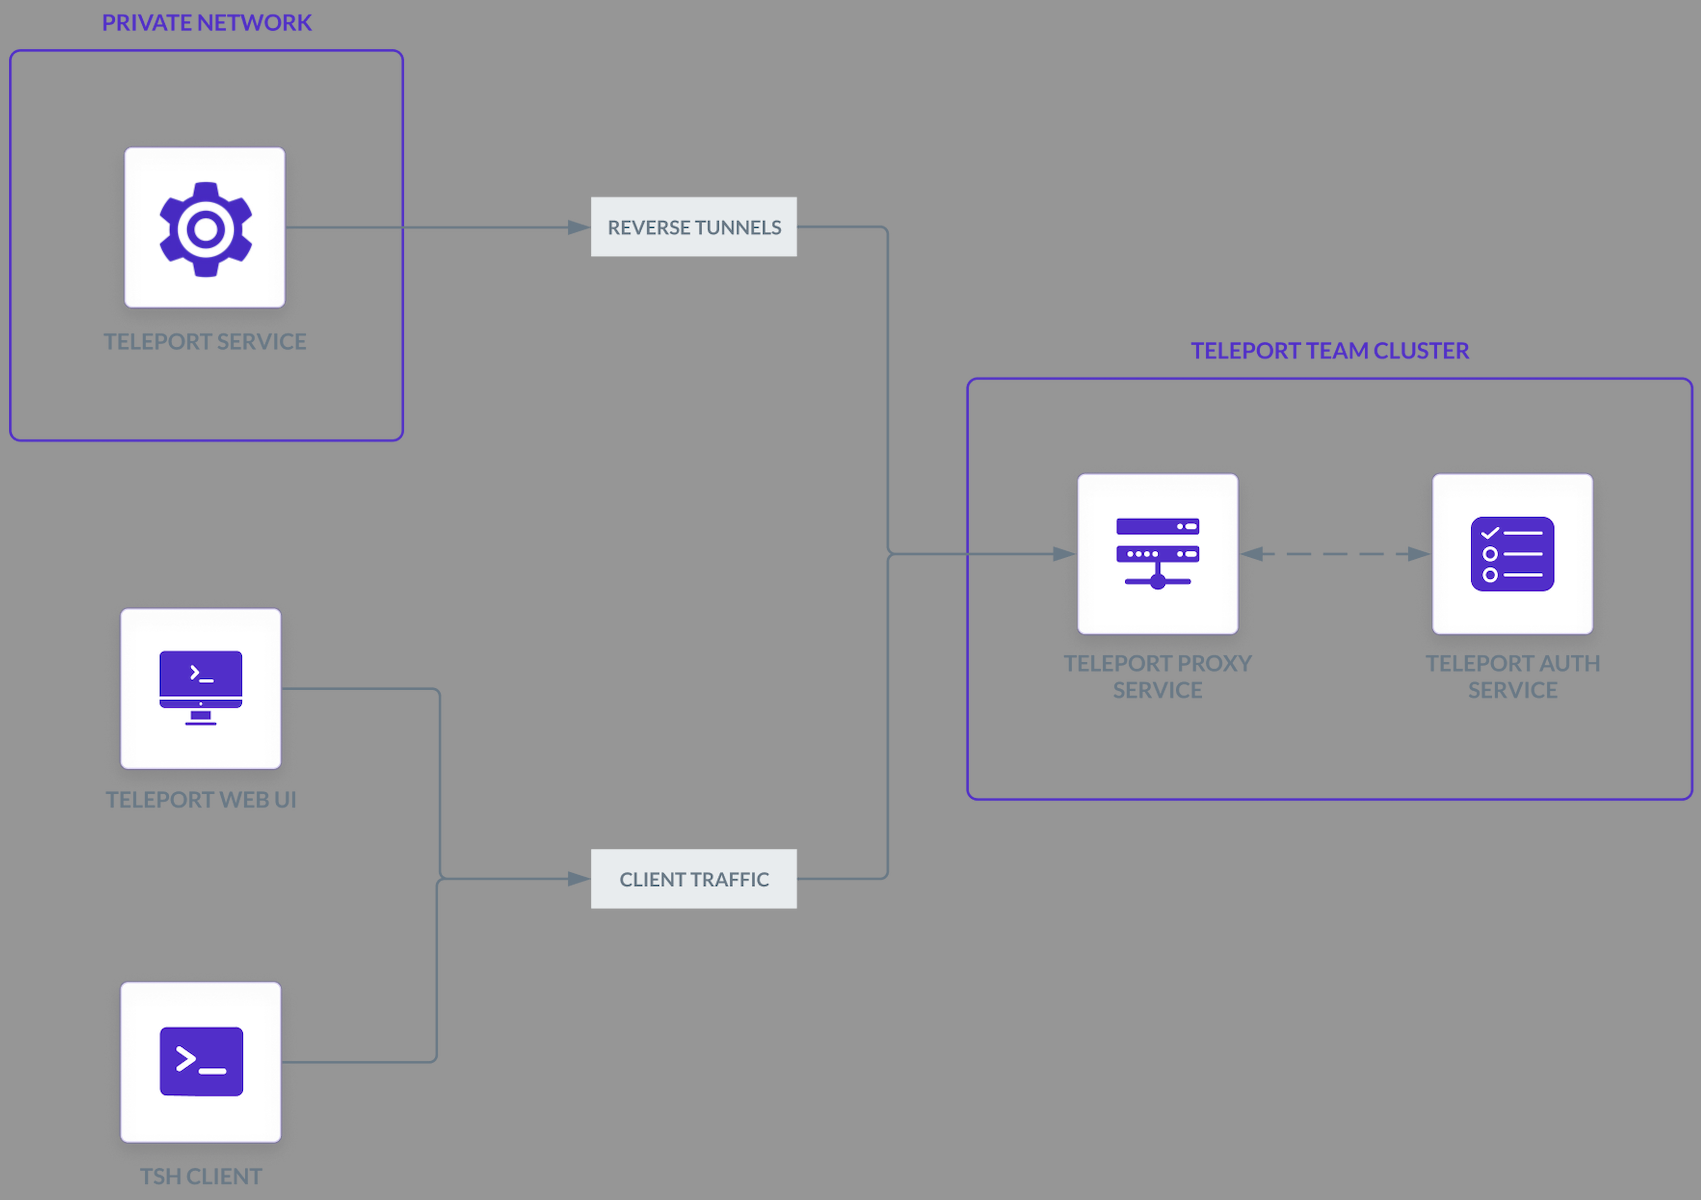 PRIVATE NETWORK
TELEPORT SERVICE
REVERSE TUNNELS
TELEPORT TEAM CLUSTER
TELEPORT PROXY
SERVICE
TELEPORT AUTH
SERVICE
TELEPORT WEB UI
CLIENT TRAFFIC
TSH CLIENT